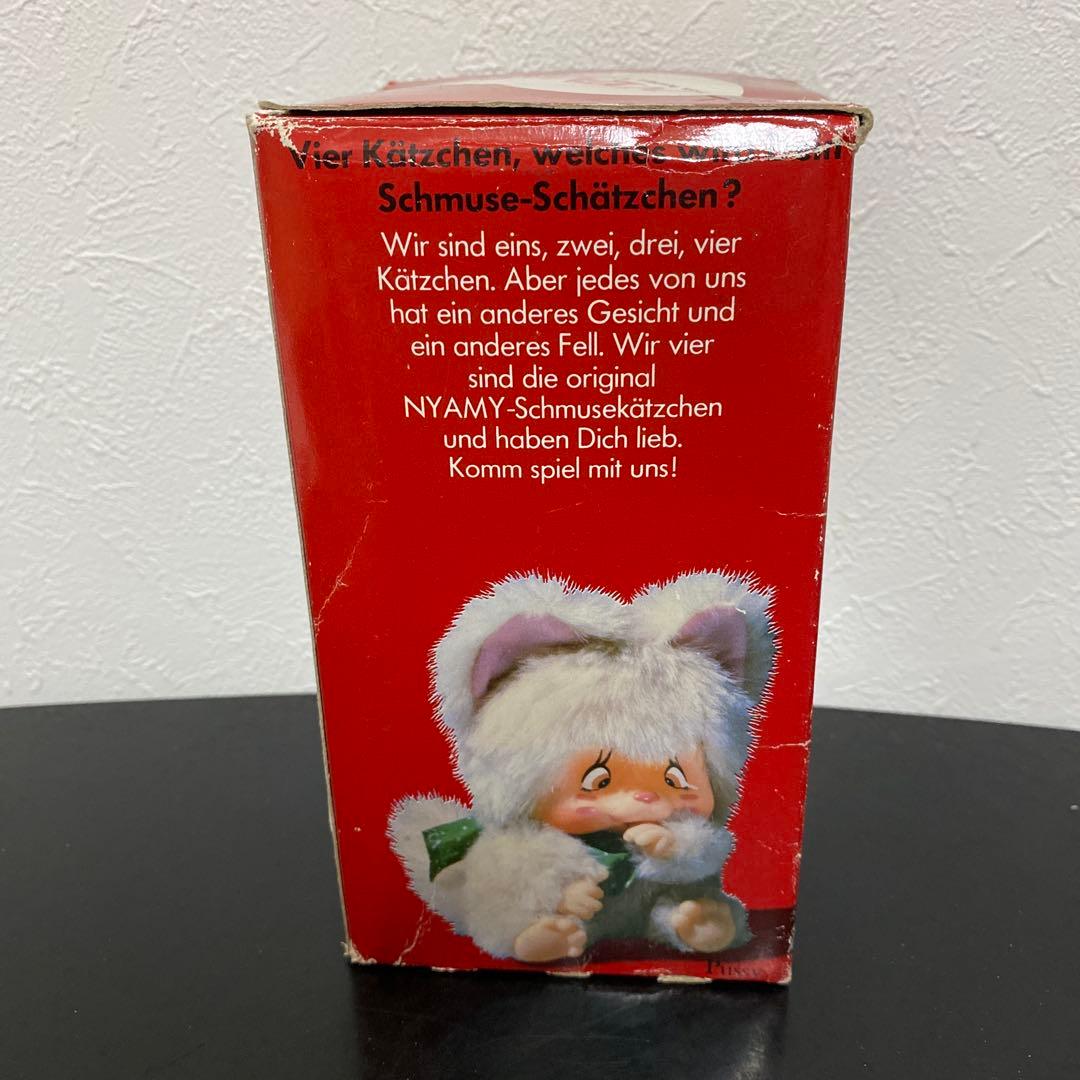 Vier Kätzchen, welches
Schmuse-Schätzchen?
Wir sind eins, zwei, drei, vier
Kätzchen. Aber jedes von uns
hat ein anderes Gesicht und
ein anderes Fell. Wir vier
sind die original
NYAMY-Schmusekätzchen
und haben Dich lieb.
Komm spiel mit uns!
Pussy